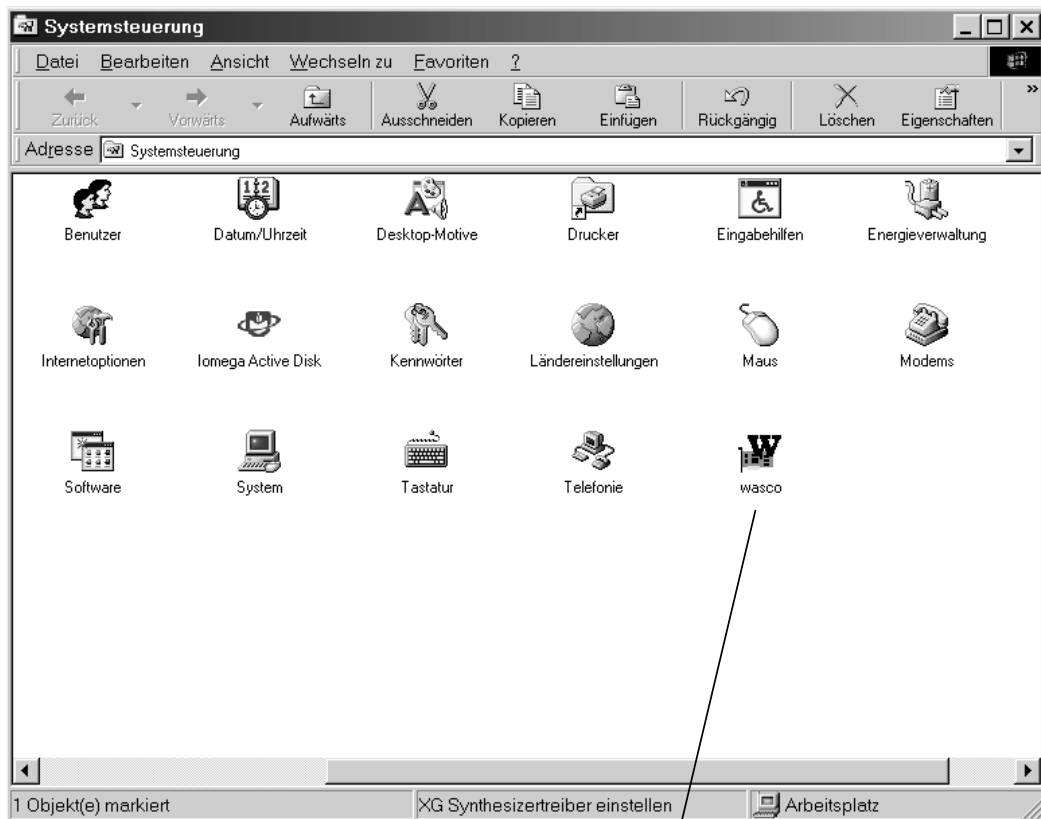 Systemsteuerung
Datei Bearbeiten Ansicht Wechseln zu Favoriten ?
Zurück Vorwärts Aufwärts Ausschneiden Kopieren Einfügen Rückgängig Löschen Eigenschaften »
Adresse Systemsteuerung
Benutzer Datum/Uhrzeit Desktop-Motive Drucker Eingabehilfen Energieverwaltung
Internetoptionen Iomega Active Disk Kennwörter Ländereinstellungen Maus Modems
Software System Tastatur Telefonie wasco
1 Objekt(e) markiert XG Synthesizertreiber einstellen Arbeitsplatz